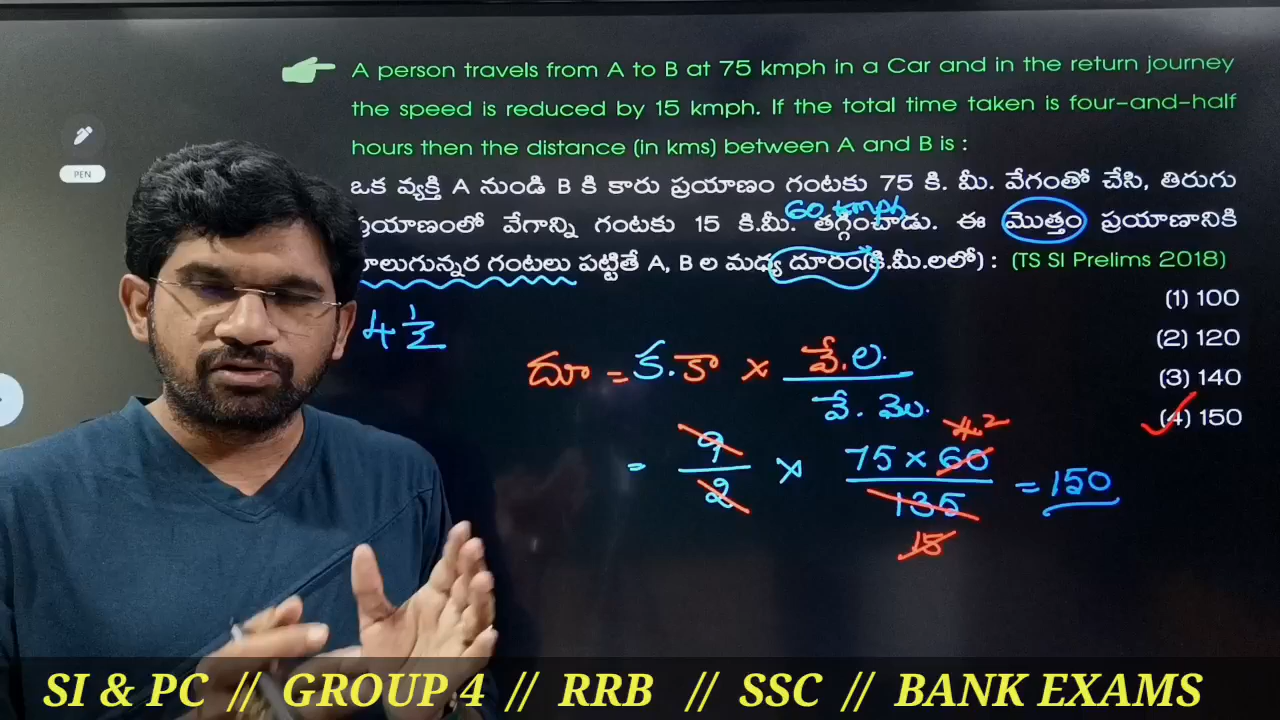 A person travels from A to B at 75 kmph in a Car and in the return journey
the speed is reduced by 15 kmph. If the total time taken is four-and-half
hours then the distance (in kms) between A and B is :
PEN
ఒక వ్యక్తి A నుండి B కి కారు ప్రయాణం గంటకు 75 కి. మీ. వేగంతో చేసి, తిరుగు
60 kmph
ప్రయాణంలో వేగాన్ని గంటకు 15 కి.మీ. తగ్గించాడు. ఈ మొత్తం ప్రయాణానికి
నాలుగున్నర గంటలు పట్టితే A, B ల మధ్య దూరం(కి.మీ.లలో) : (TS SI Prelims 2018)
(1) 100
4 1/2
(2) 120
దూ = క.కా × వే.ల. / వే. మొ.
(3) 140
(4) 150
= 9/2 × 75 × 60 / 135 = 150
4.2
15
SI & PC // GROUP 4 // RRB // SSC // BANK EXAMS